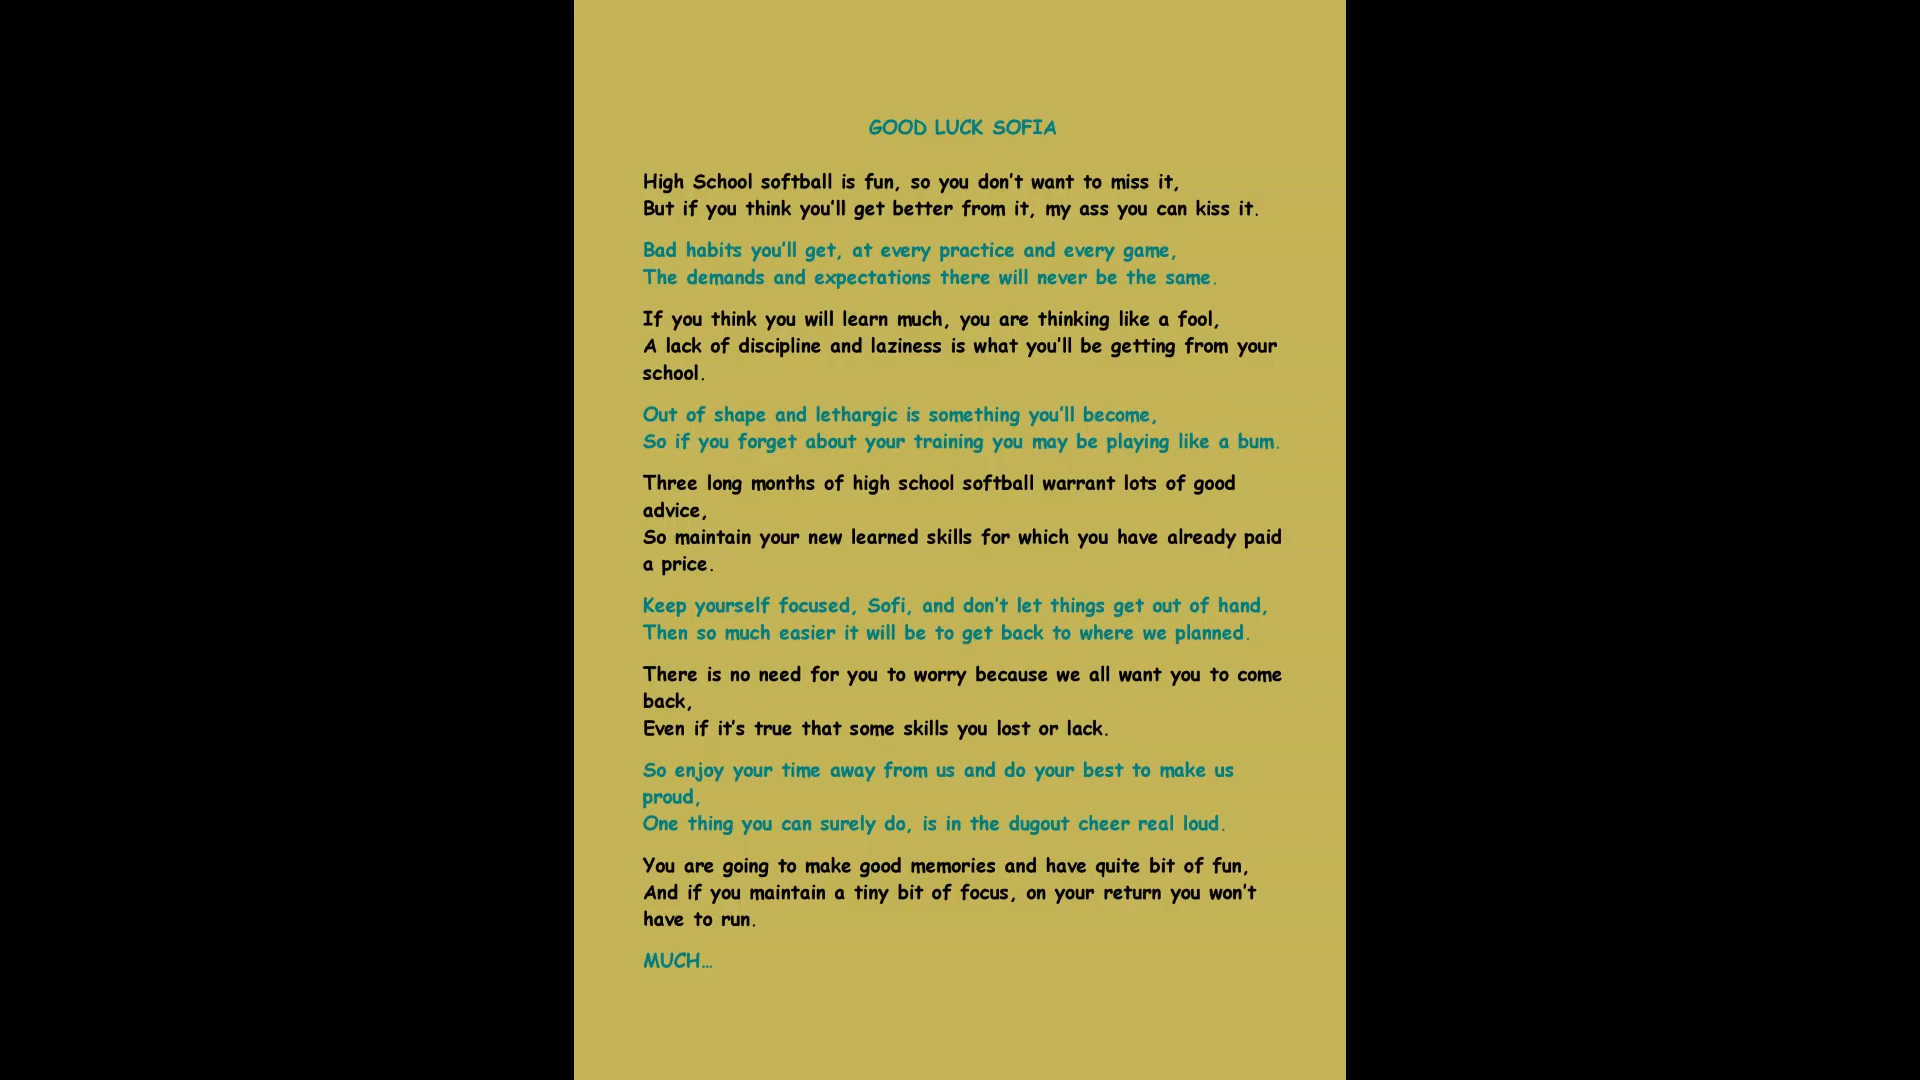 GOOD LUCK SOFIA
High School softball is fun, so you don't want to miss it,
But if you think you'll get better from it, my ass you can kiss it.
Bad habits you'll get, at every practice and every game,
The demands and expectations there will never be the same.
If you think you will learn much, you are thinking like a fool,
A lack of discipline and laziness is what you'll be getting from your
school.
Out of shape and lethargic is something you'll become,
So if you forget about your training you may be playing like a bum.
Three long months of high school softball warrant lots of good
advice,
So maintain your new learned skills for which you have already paid
a price.
Keep yourself focused, Sofi, and don't let things get out of hand,
Then so much easier it will be to get back to where we planned.
There is no need for you to worry because we all want you to come
back,
Even if it's true that some skills you lost or lack.
So enjoy your time away from us and do your best to make us
proud,
One thing you can surely do, is in the dugout cheer real loud.
You are going to make good memories and have quite bit of fun,
And if you maintain a tiny bit of focus, on your return you won't
have to run.
MUCH...